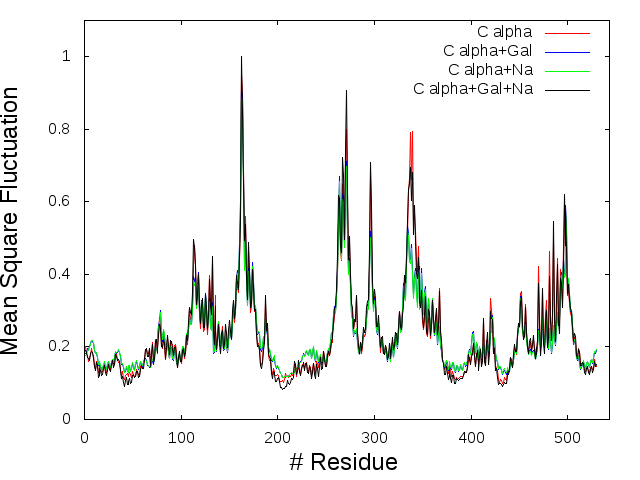 C alpha
C alpha+Gal
C alpha+Na
C alpha+Gal+Na
1
0.8
0.6
0.4
0.2
0
Mean Square Fluctuation
0 100 200 300 400 500
# Residue